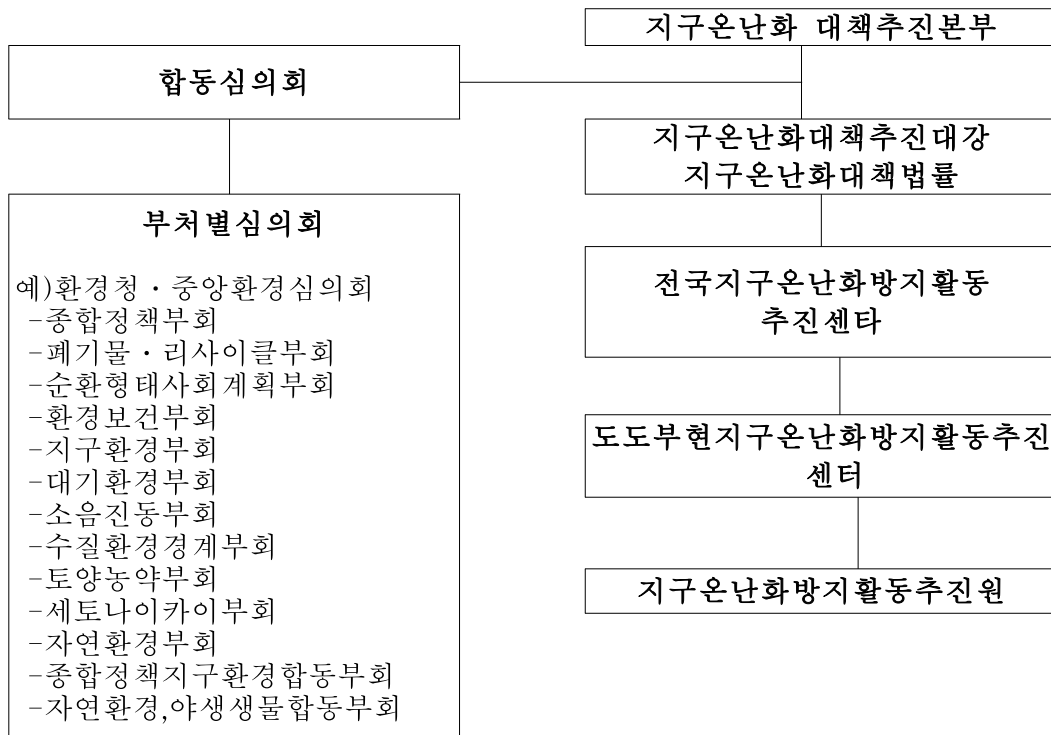 지구온난화 대책추진본부
합동심의회
지구온난화대책추진대강
지구온난화대책법률
부처별심의회
예)환경청・중앙환경심의회
-종합정책부회
-폐기물・리사이클부회
-순환형태사회계획부회
-환경보건부회
-지구환경부회
-대기환경부회
-소음진동부회
-수질환경경계부회
-토양농약부회
-세토나이카이부회
-자연환경부회
-종합정책지구환경합동부회
-자연환경,야생생물합동부회
전국지구온난화방지활동
추진센타
도도부현지구온난화방지활동추진
센터
지구온난화방지활동추진원